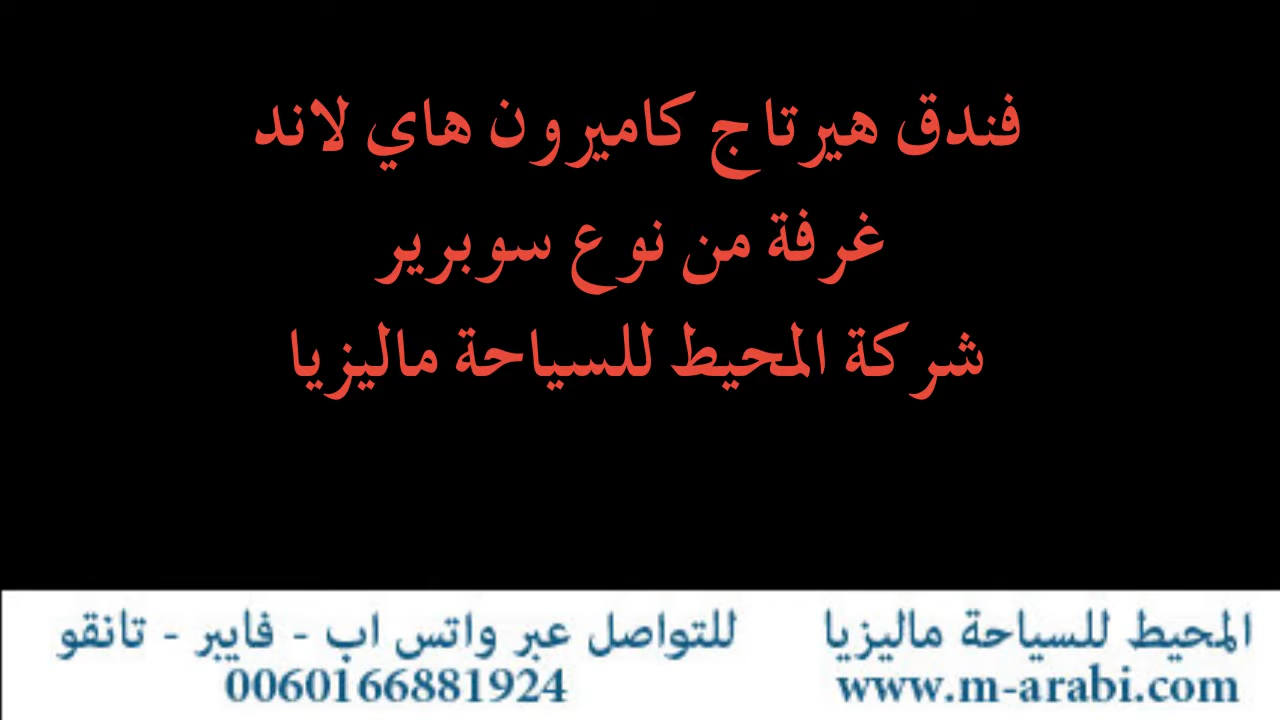 فندق هيرتاج كاميرون هاي لاند
غرفة من نوع سوبرير
شركة المحيط للسياحة ماليزيا
المحيط للسياحة ماليزيا
www.m-arabi.com
للتواصل عبر واتس اب - فايبر - تانقو
0060166881924